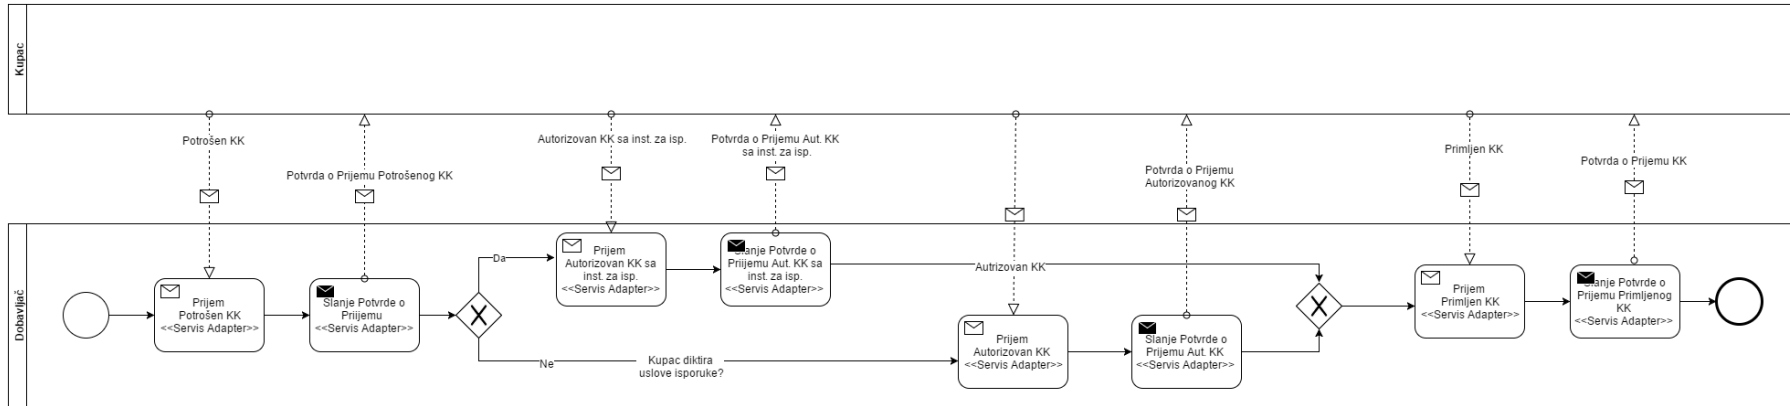 Kupac
Potrošen KK
Potvrda o Prijemu Potrošenog KK
Autorizovan KK sa inst. za isp.
Potvrda o Prijemu Aut. KK
sa inst. za isp.
Potvrda o Prijemu
Autorizovanog KK
Primljen KK
Potvrda o Prijemu KK
Dobavljač
Prijem
Potrošen KK
<<Servis Adapter>>
Slanje Potvrde o
Priijemu
<<Servis Adapter>>
Da
Prijem
Autorizovan KK sa
inst. za isp.
<<Servis Adapter>>
Slanje Potvrde o
Priijemu Aut. KK sa
inst. za isp.
<<Servis Adapter>>
Autrizovan KK
Ne
Kupac diktira
uslove isporuke?
Prijem
Autorizovan KK
<<Servis Adapter>>
Slanje Potvrde o
Prijemu Aut. KK
<<Servis Adapter>>
Prijem
Primljen KK
<<Servis Adapter>>
Slanje Potvrde o
Prijemu Primljenog
KK
<<Servis Adapter>>